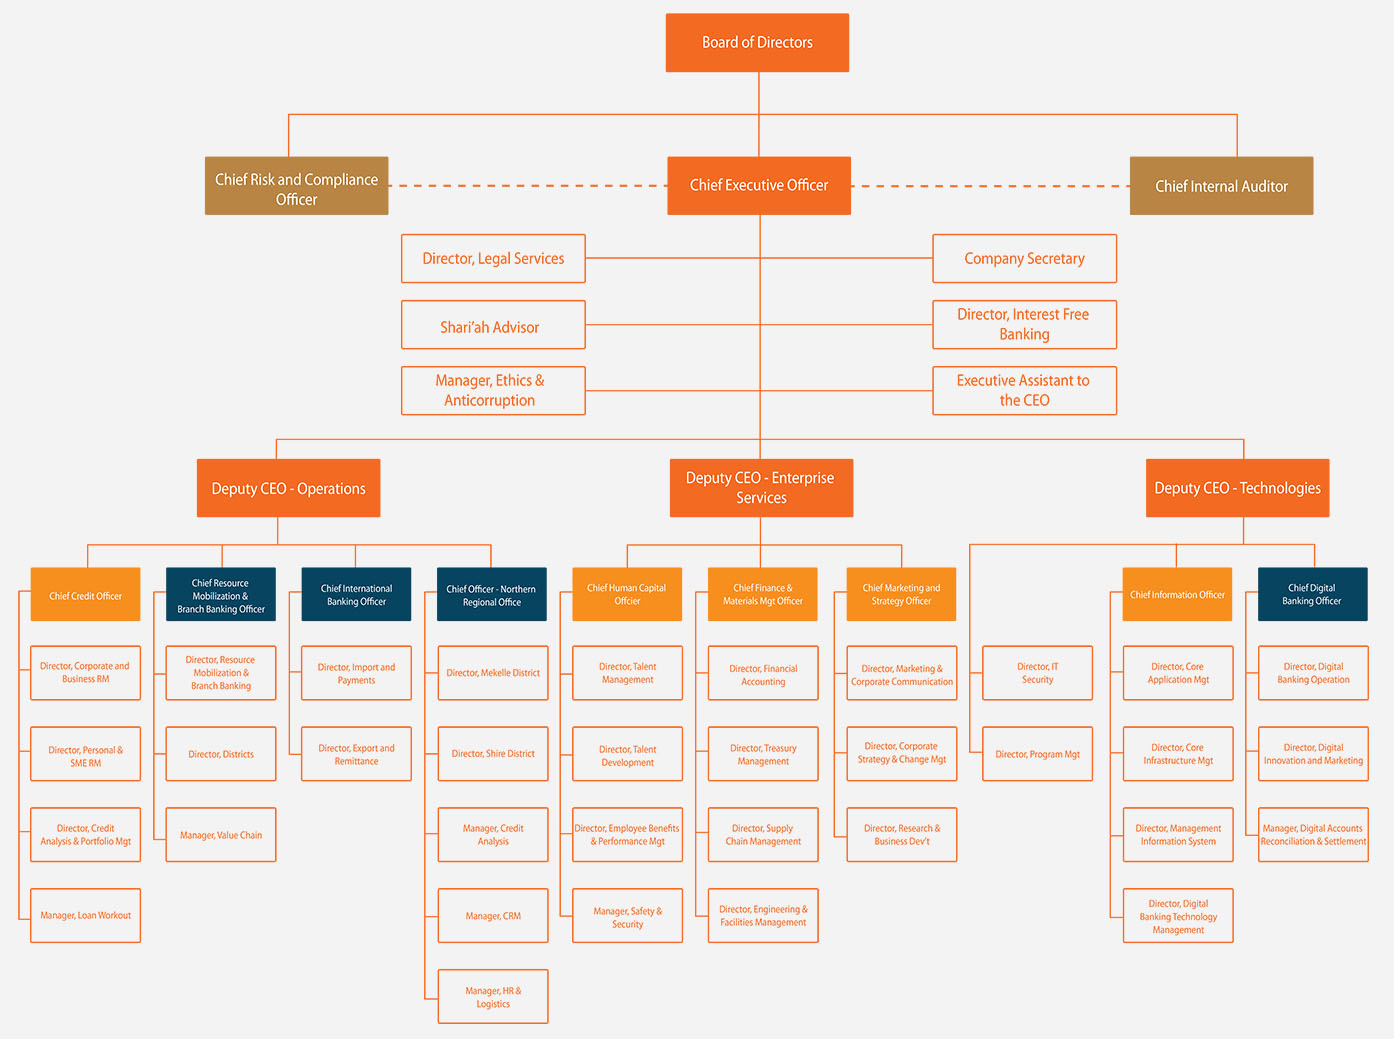 Board of Directors
Chief Risk and Compliance
Officer
Chief Executive Officer
Chief Internal Auditor
Director, Legal Services
Company Secretary
Shari'ah Advisor
Director, Interest Free
Banking
Manager, Ethics &
Anticorruption
Executive Assistant to
the CEO
Deputy CEO - Operations
Deputy CEO - Enterprise
Services
Deputy CEO - Technologies
Chief Credit Officer
Chief Resource
Mobilization &
Branch Banking Officer
Chief International
Banking Officer
Chief Officer - Northern
Regional Office
Chief Human Capital
Offcier
Chief Finance &
Materials Mgt Officer
Chief Marketing and
Strategy Officer
Chief Information Officer
Chief Digital
Banking Officer
Director, Corporate and
Business RM
Director, Resource
Mobilization &
Branch Banking
Director, Import and
Payments
Director, Mekelle District
Director, Talent
Management
Director, Financial
Accounting
Director, Marketing &
Corporate Communication
Director, IT
Security
Director, Core
Application Mgt
Director, Digital
Banking Operation
Director, Personal &
SME RM
Director, Districts
Director, Export and
Remittance
Director, Shire District
Director, Talent
Development
Director, Treasury
Management
Director, Corporate
Strategy & Change Mgt
Director, Program Mgt
Director, Core
Infrastructure Mgt
Director, Digital
Innovation and Marketing
Director, Credit
Analysis & Portfolio Mgt
Manager, Value Chain
Manager, Credit
Analysis
Director, Employee Benefits
& Performance Mgt
Director, Supply
Chain Management
Director, Research &
Business Dev't
Director, Management
Information System
Manager, Digital Accounts
Reconciliation & Settlement
Manager, Loan Workout
Manager, CRM
Manager, Safety &
Security
Director, Engineering &
Facilities Management
Director, Digital
Banking Technology
Management
Manager, HR &
Logistics